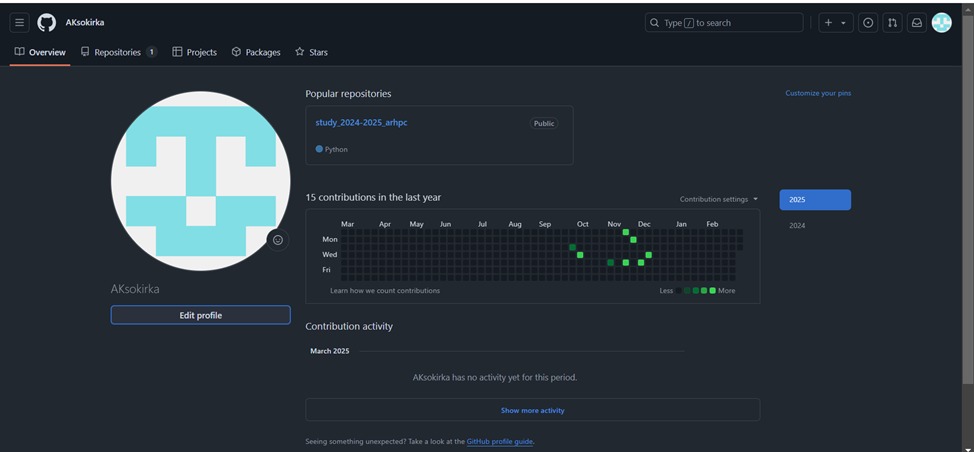 AKsokirka
Type / to search
Overview
Repositories 1
Projects
Packages
Stars
Popular repositories
Customize your pins
study_2024-2025_arhpc
Public
Python
15 contributions in the last year
Contribution settings
2025
2024
Mar Apr May Jun Jul Aug Sep Oct Nov Dec Jan Feb
Mon
Wed
Fri
Learn how we count contributions
Less More
AKsokirka
Edit profile
Contribution activity
March 2025
AKsokirka has no activity yet for this period.
Show more activity
Seeing something unexpected? Take a look at the GitHub profile guide.